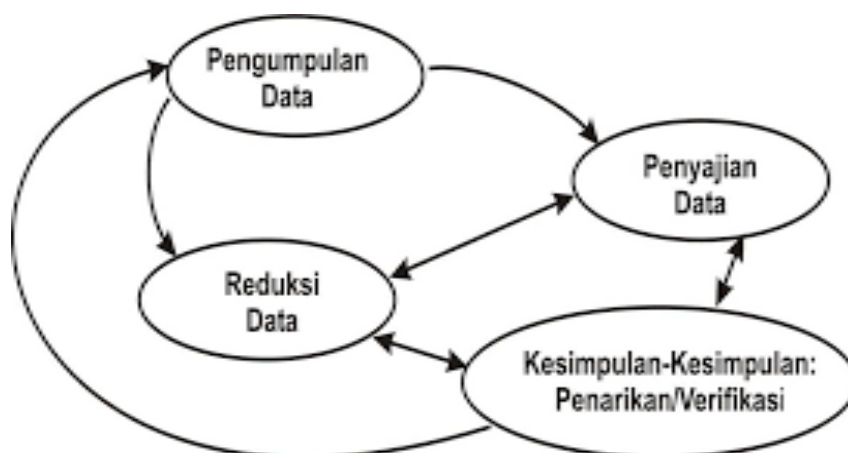 Pengumpulan
Data
Penyajian
Data
Reduksi
Data
Kesimpulan-Kesimpulan:
Penarikan/Verifikasi